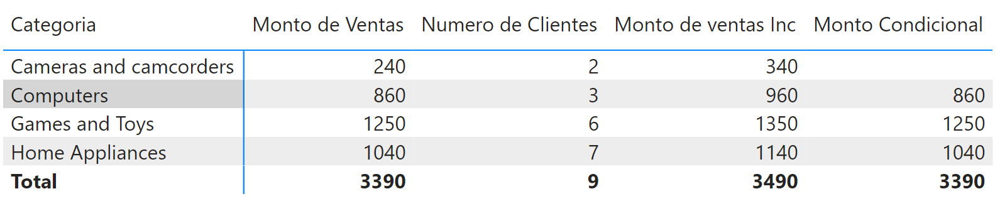 Categoria Monto de Ventas Numero de Clientes Monto de ventas Inc Monto Condicional
Cameras and camcorders 240 2 340
Computers 860 3 960 860
Games and Toys 1250 6 1350 1250
Home Appliances 1040 7 1140 1040
Total 3390 9 3490 3390